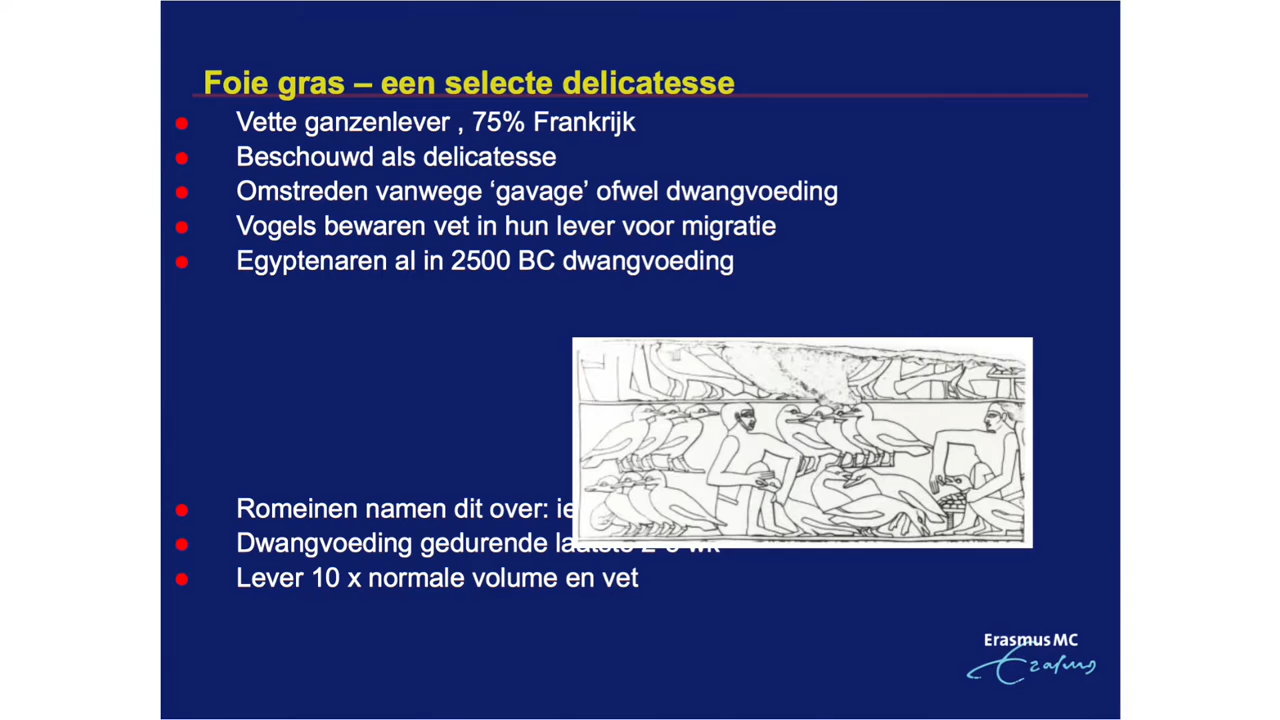 Foie gras – een selecte delicatesse
Vette ganzenlever , 75% Frankrijk
Beschouwd als delicatesse
Omstreden vanwege ‘gavage’ ofwel dwangvoeding
Vogels bewaren vet in hun lever voor migratie
Egyptenaren al in 2500 BC dwangvoeding
Romeinen namen dit over:
Dwangvoeding gedurende
Lever 10 x normale volume en vet
Erasmus MC
Erasmus